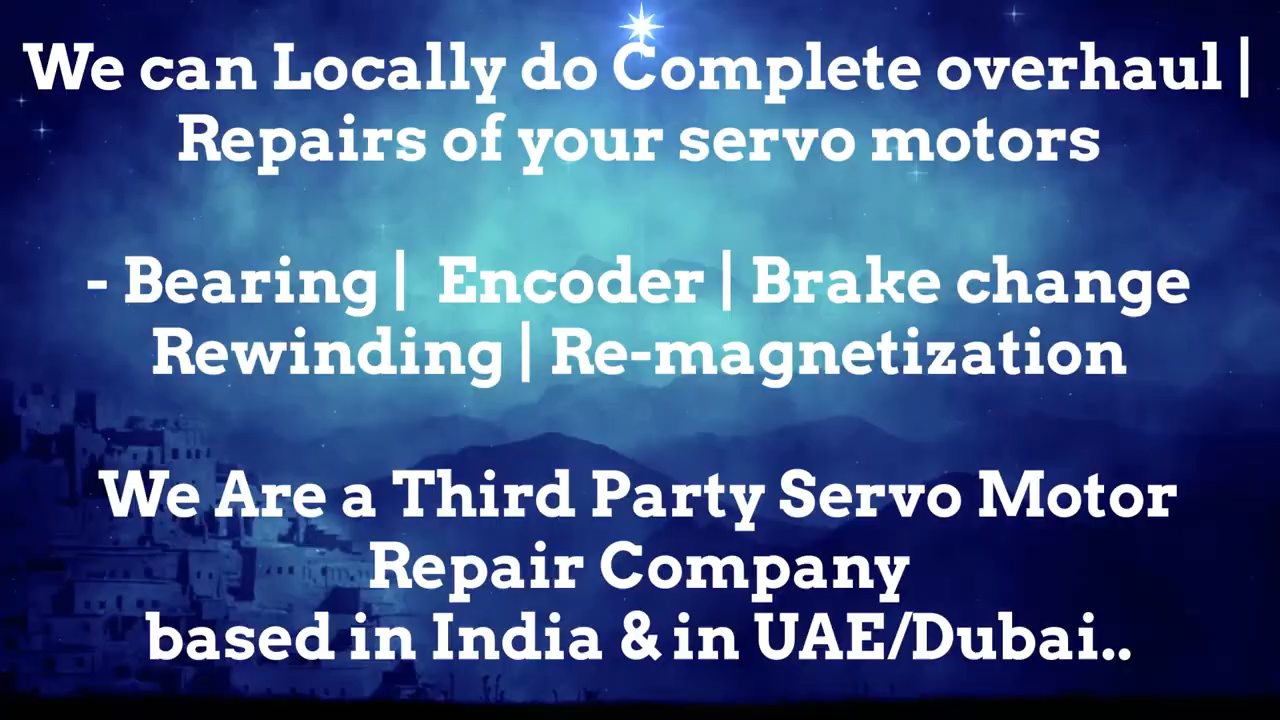 We can Locally do Complete overhaul |
Repairs of your servo motors
- Bearing | Encoder | Brake change
Rewinding | Re-magnetization
We Are a Third Party Servo Motor
Repair Company
based in India & in UAE/Dubai..